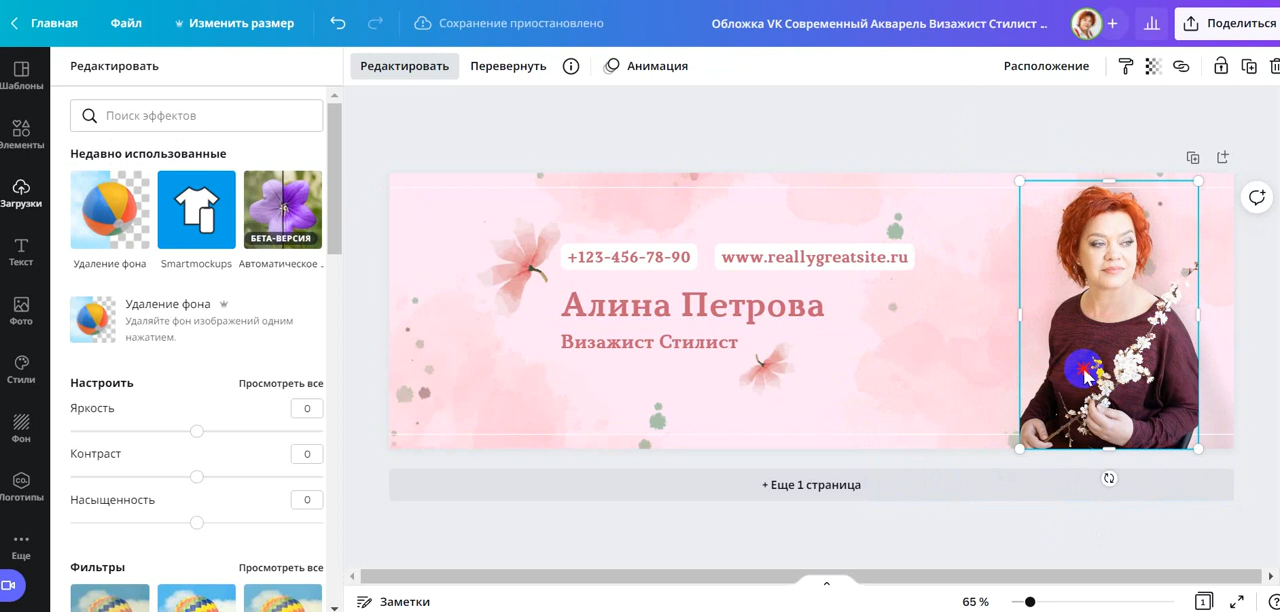 Главная Файл Изменить размер Сохранение приостановлено Обложка VK Современный Акварель Визажист Стилист ... Поделиться
Редактировать
Редактировать Перевернуть Анимация Расположение
Шаблоны
Элементы
Загрузки
Текст
Фото
Стили
Фон
Логотипы
Еще
Поиск эффектов
Недавно использованные
БЕТА-ВЕРСИЯ
Удаление фона Smartmockups Автоматическое ..
Удаление фона
Удаляйте фон изображений одним
нажатием.
Настроить Просмотреть все
Яркость 0
Контраст 0
Насыщенность 0
Фильтры Просмотреть все
+123-456-78-90 www.reallygreatsite.ru
Алина Петрова
Визажист Стилист
+ Еще 1 страница
Заметки 65 % 1